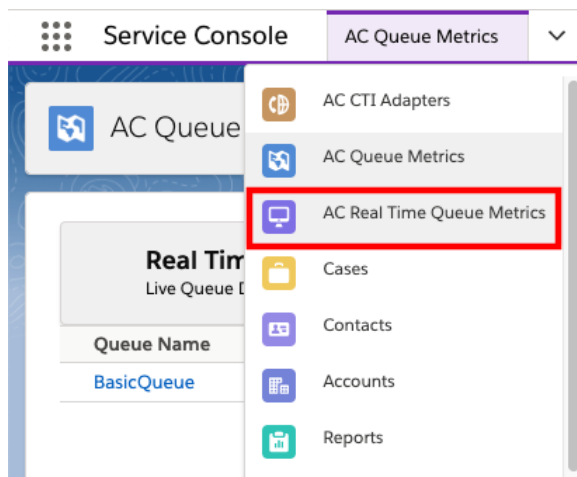 Service Console
AC Queue Metrics
AC Queue
AC CTI Adapters
AC Queue Metrics
AC Real Time Queue Metrics
Cases
Contacts
Accounts
Reports
Real Tim
Live Queue
Queue Name
BasicQueue